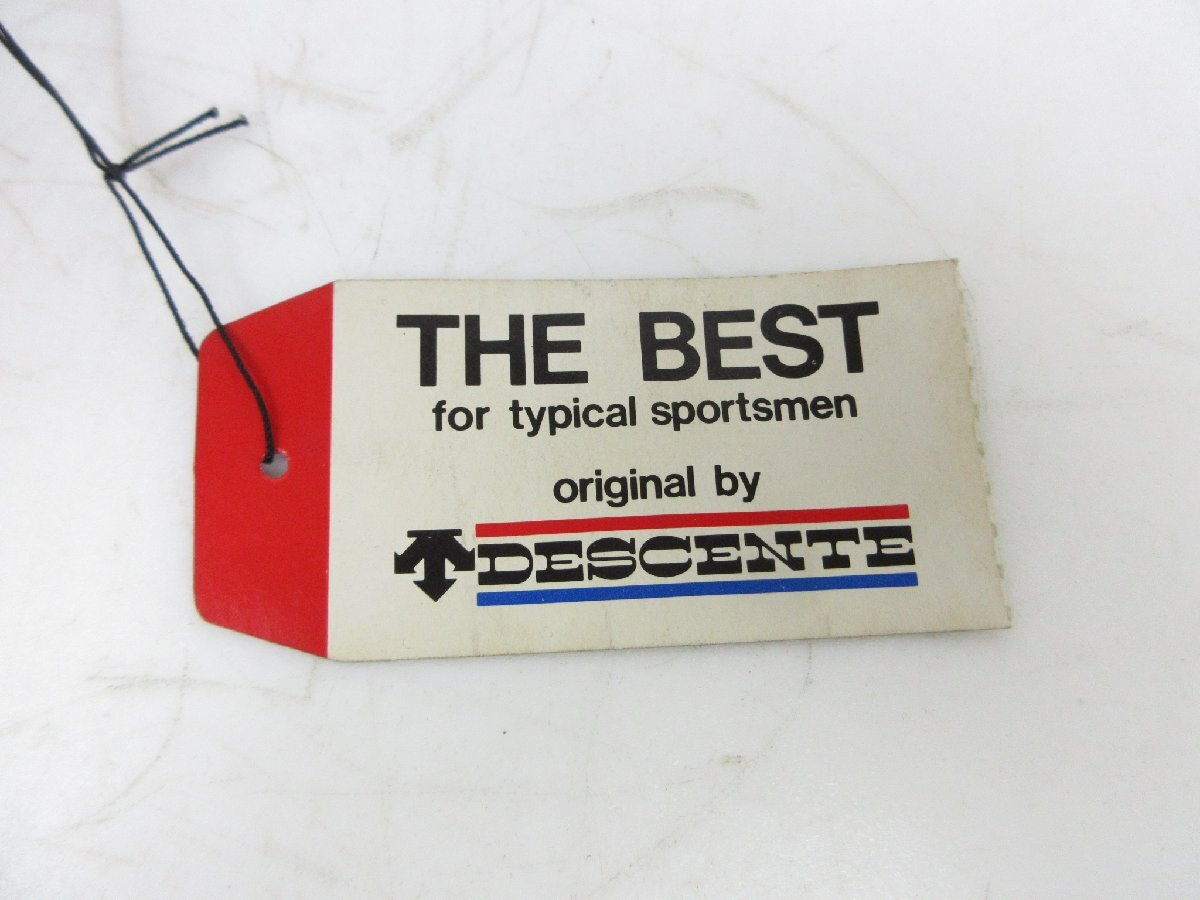 THE BEST
for typical sportsmen
original by
DESCENTE